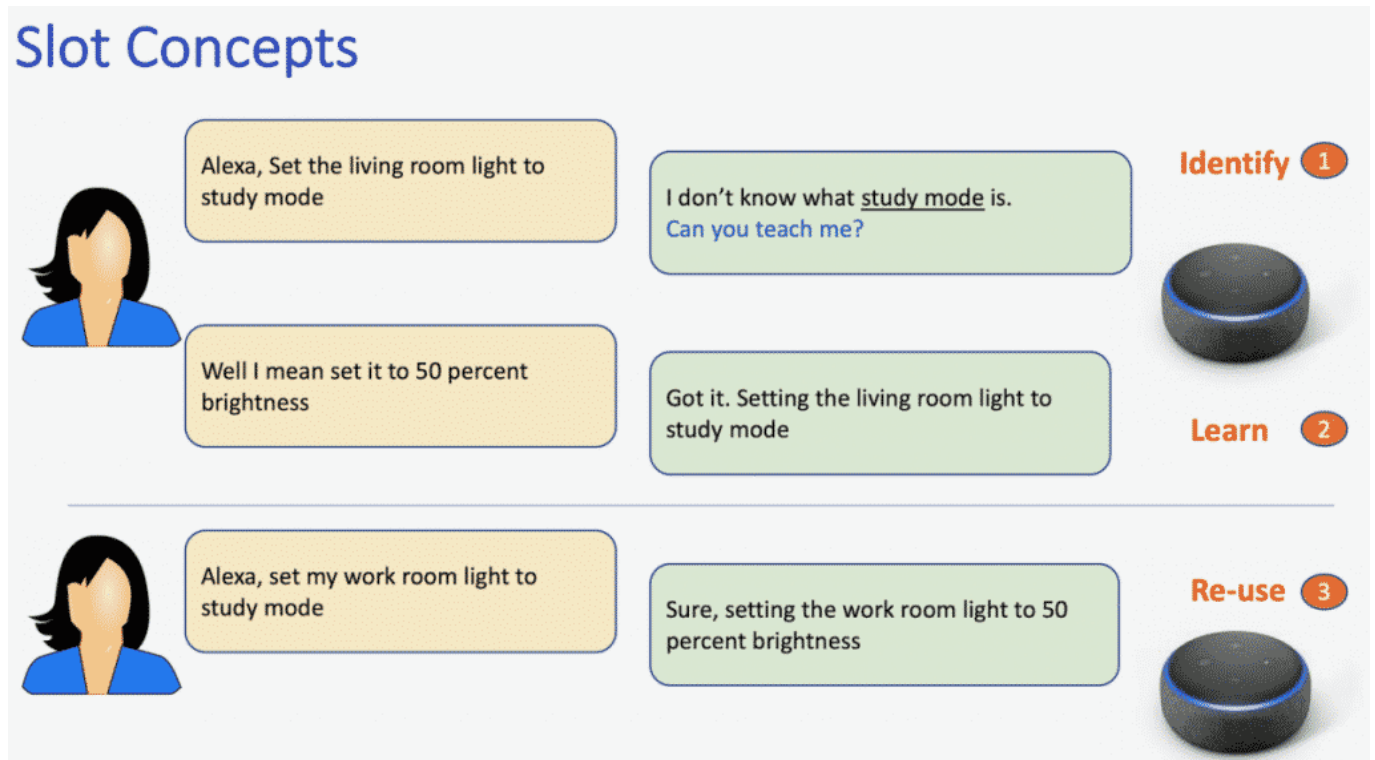 Slot Concepts
Alexa, Set the living room light to
study mode
I don’t know what study mode is.
Can you teach me?
Identify 1
Well I mean set it to 50 percent
brightness
Got it. Setting the living room light to
study mode
Learn 2
Alexa, set my work room light to
study mode
Sure, setting the work room light to 50
percent brightness
Re-use 3